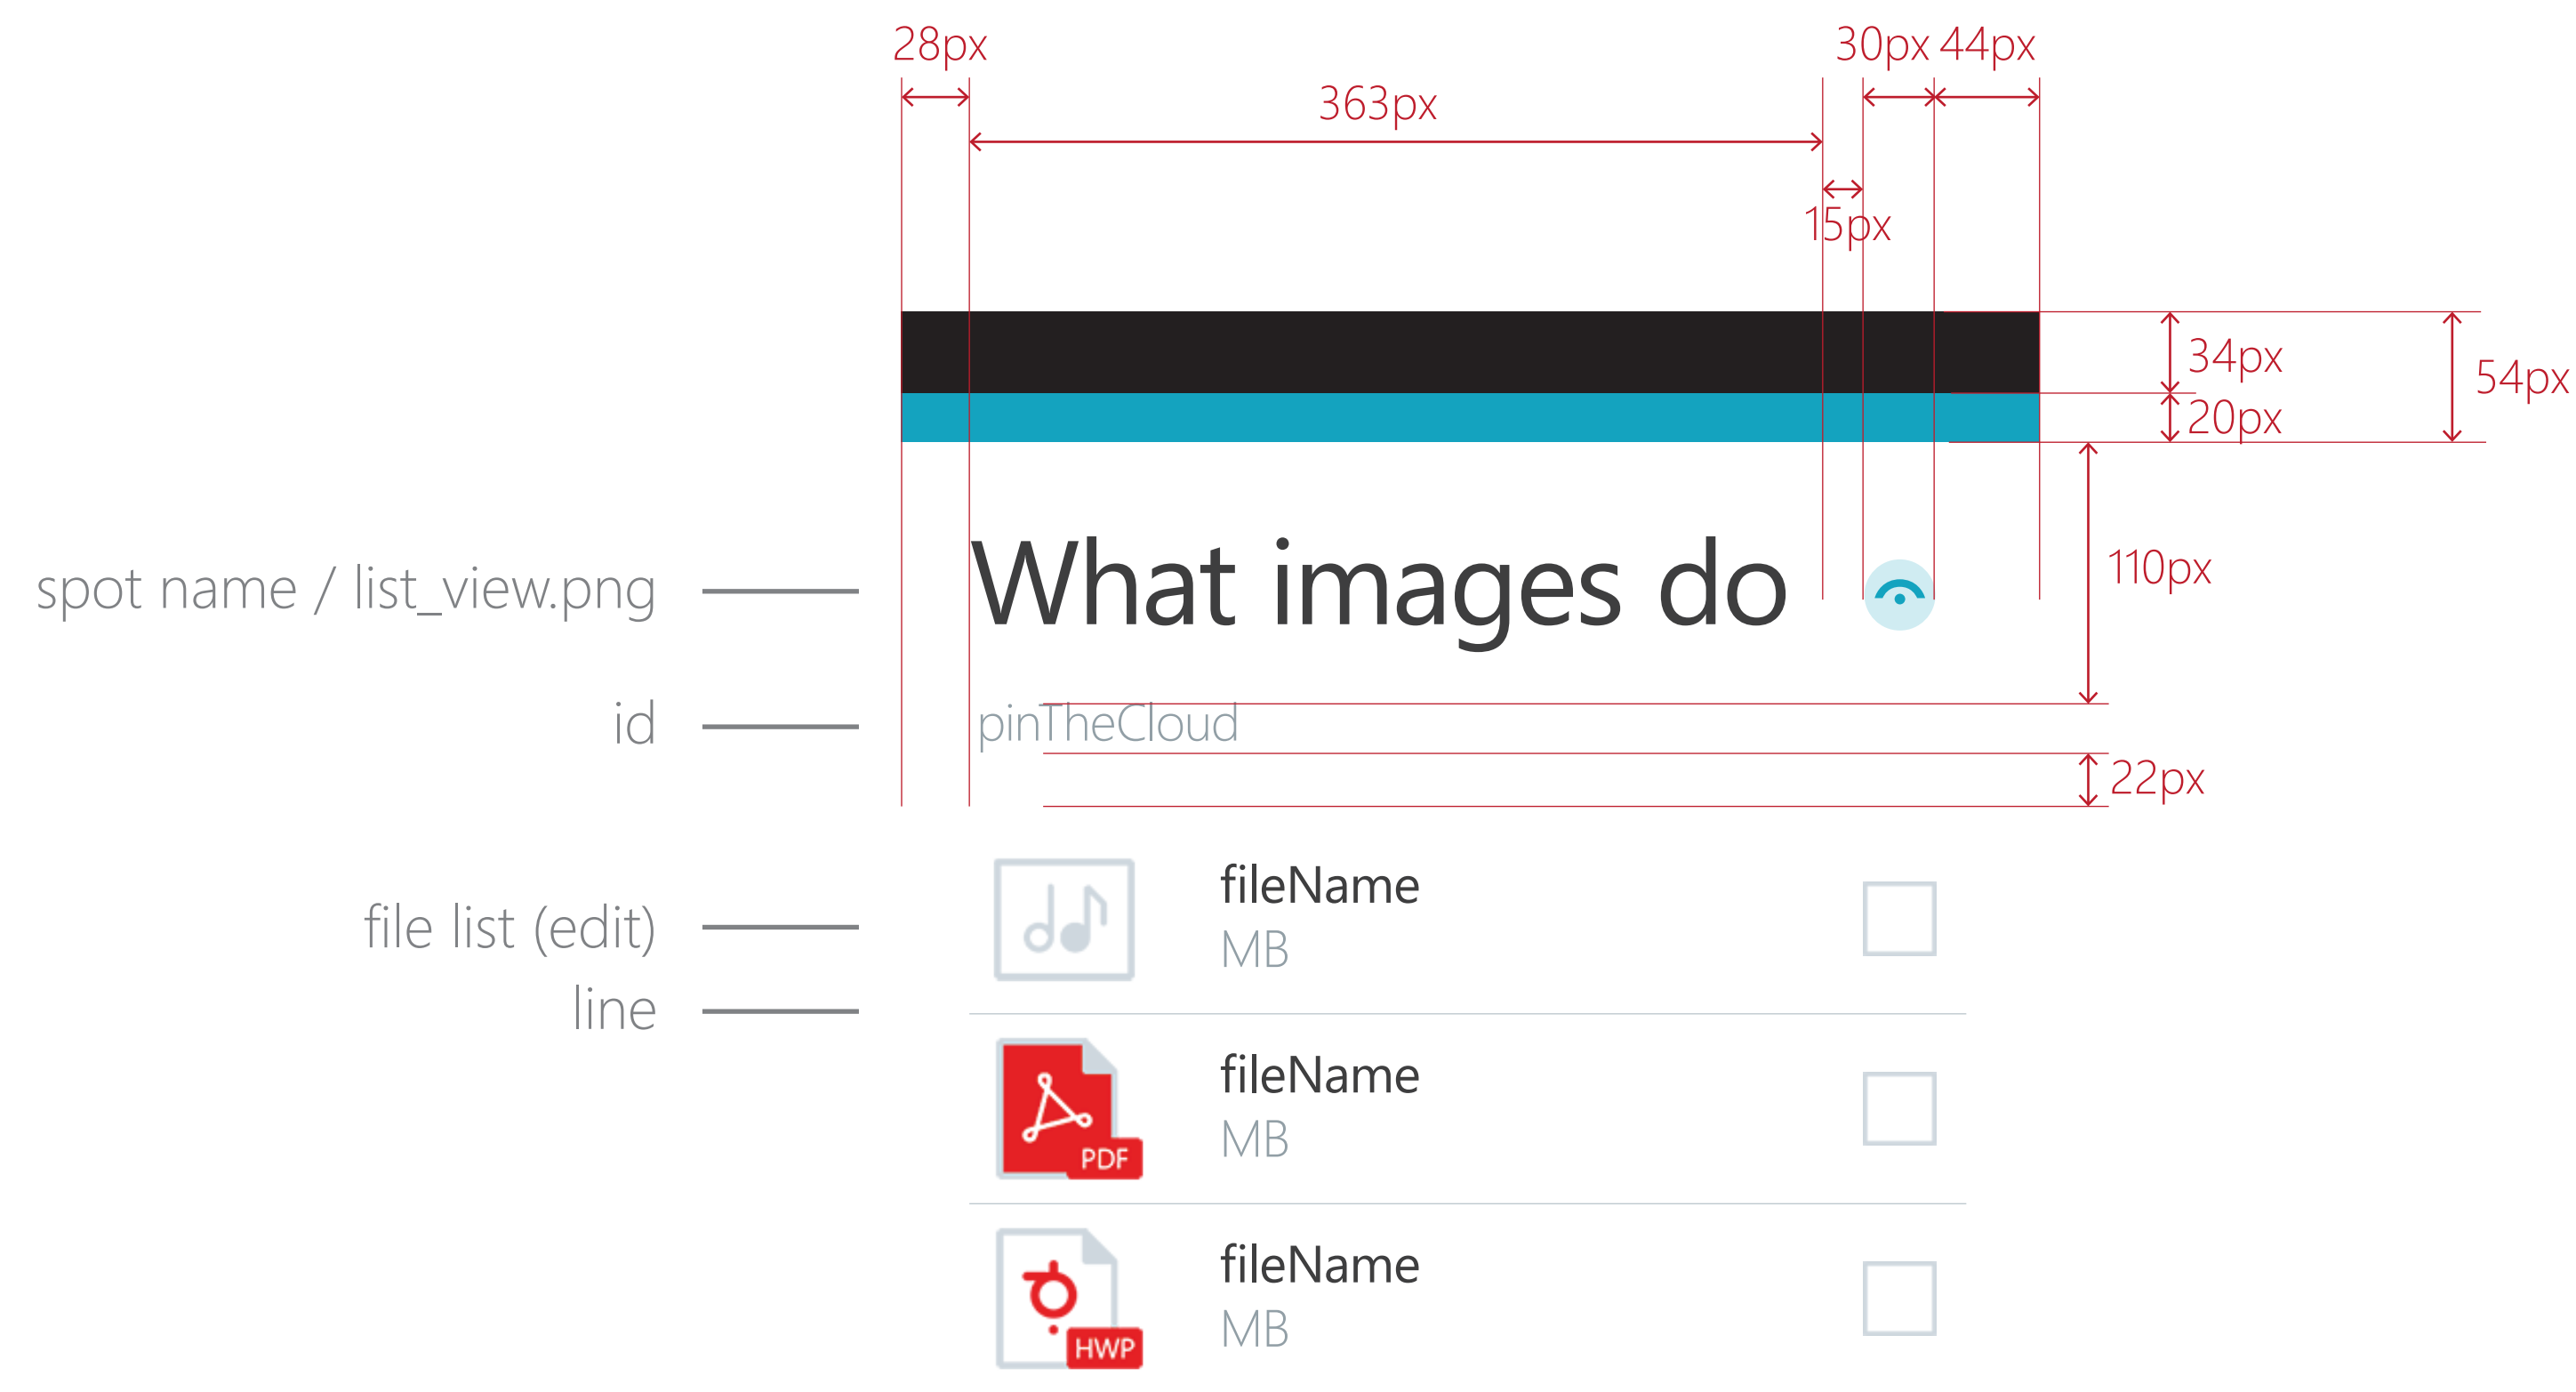 28px
30px 44px
363px
15px
34px
54px
20px
spot name / list_view.png
What images do
110px
id
pinTheCloud
22px
file list (edit)
fileName
MB
line
fileName
MB
PDF
fileName
MB
HWP